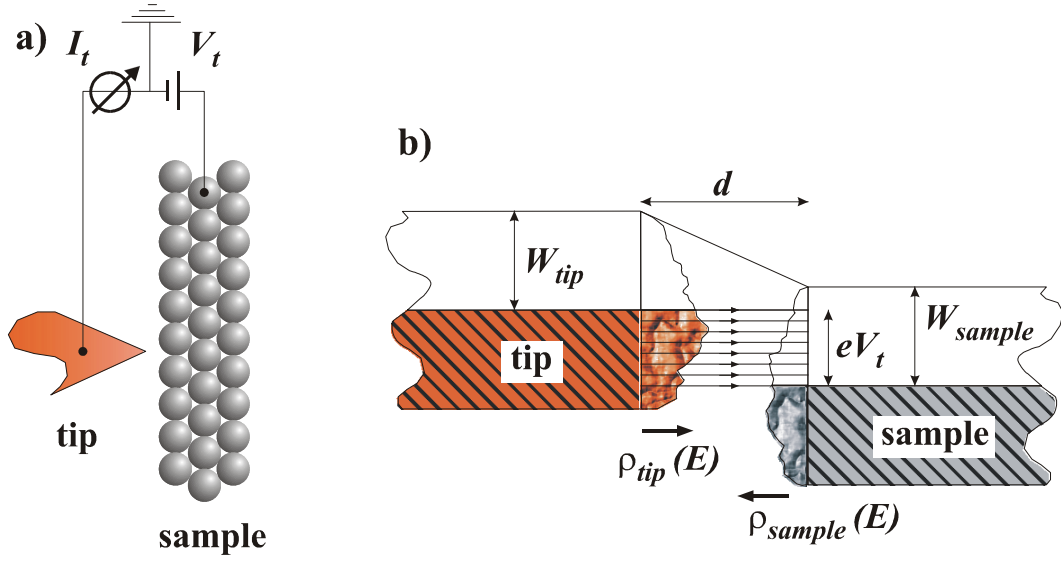 a)
I_t
V_t
tip
sample
b)
d
W_tip
W_sample
tip
eV_t
sample
ρ_tip (E)
ρ_sample (E)